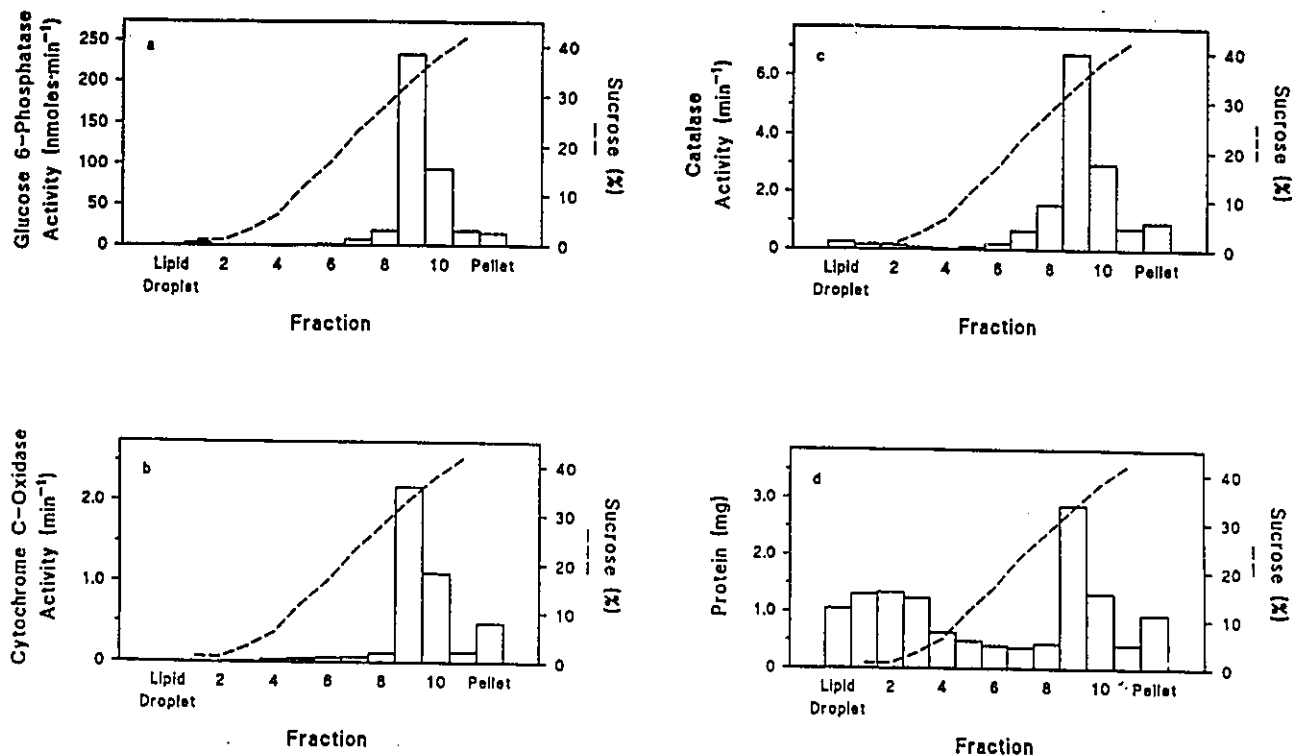 a
Glucose 6-Phosphatase
Activity (nmoles·min⁻¹)
250
200
150
100
50
0
40
30
20
10
0
Sucrose (%)
Lipid
Droplet
2
4
6
8
10
Pellet
Fraction
c
Catalase
Activity (min⁻¹)
6.0
4.0
2.0
0
40
30
20
10
0
Sucrose (%)
Lipid
Droplet
2
4
6
8
10
Pellet
Fraction
b
Cytochrome C-Oxidase
Activity (min⁻¹)
2.0
1.0
0
40
30
20
10
0
Sucrose (%)
Lipid
Droplet
2
4
6
8
10
Pellet
Fraction
d
Protein (mg)
3.0
2.0
1.0
0
40
30
20
10
0
Sucrose (%)
Lipid
Droplet
2
4
6
8
10
Pellet
Fraction